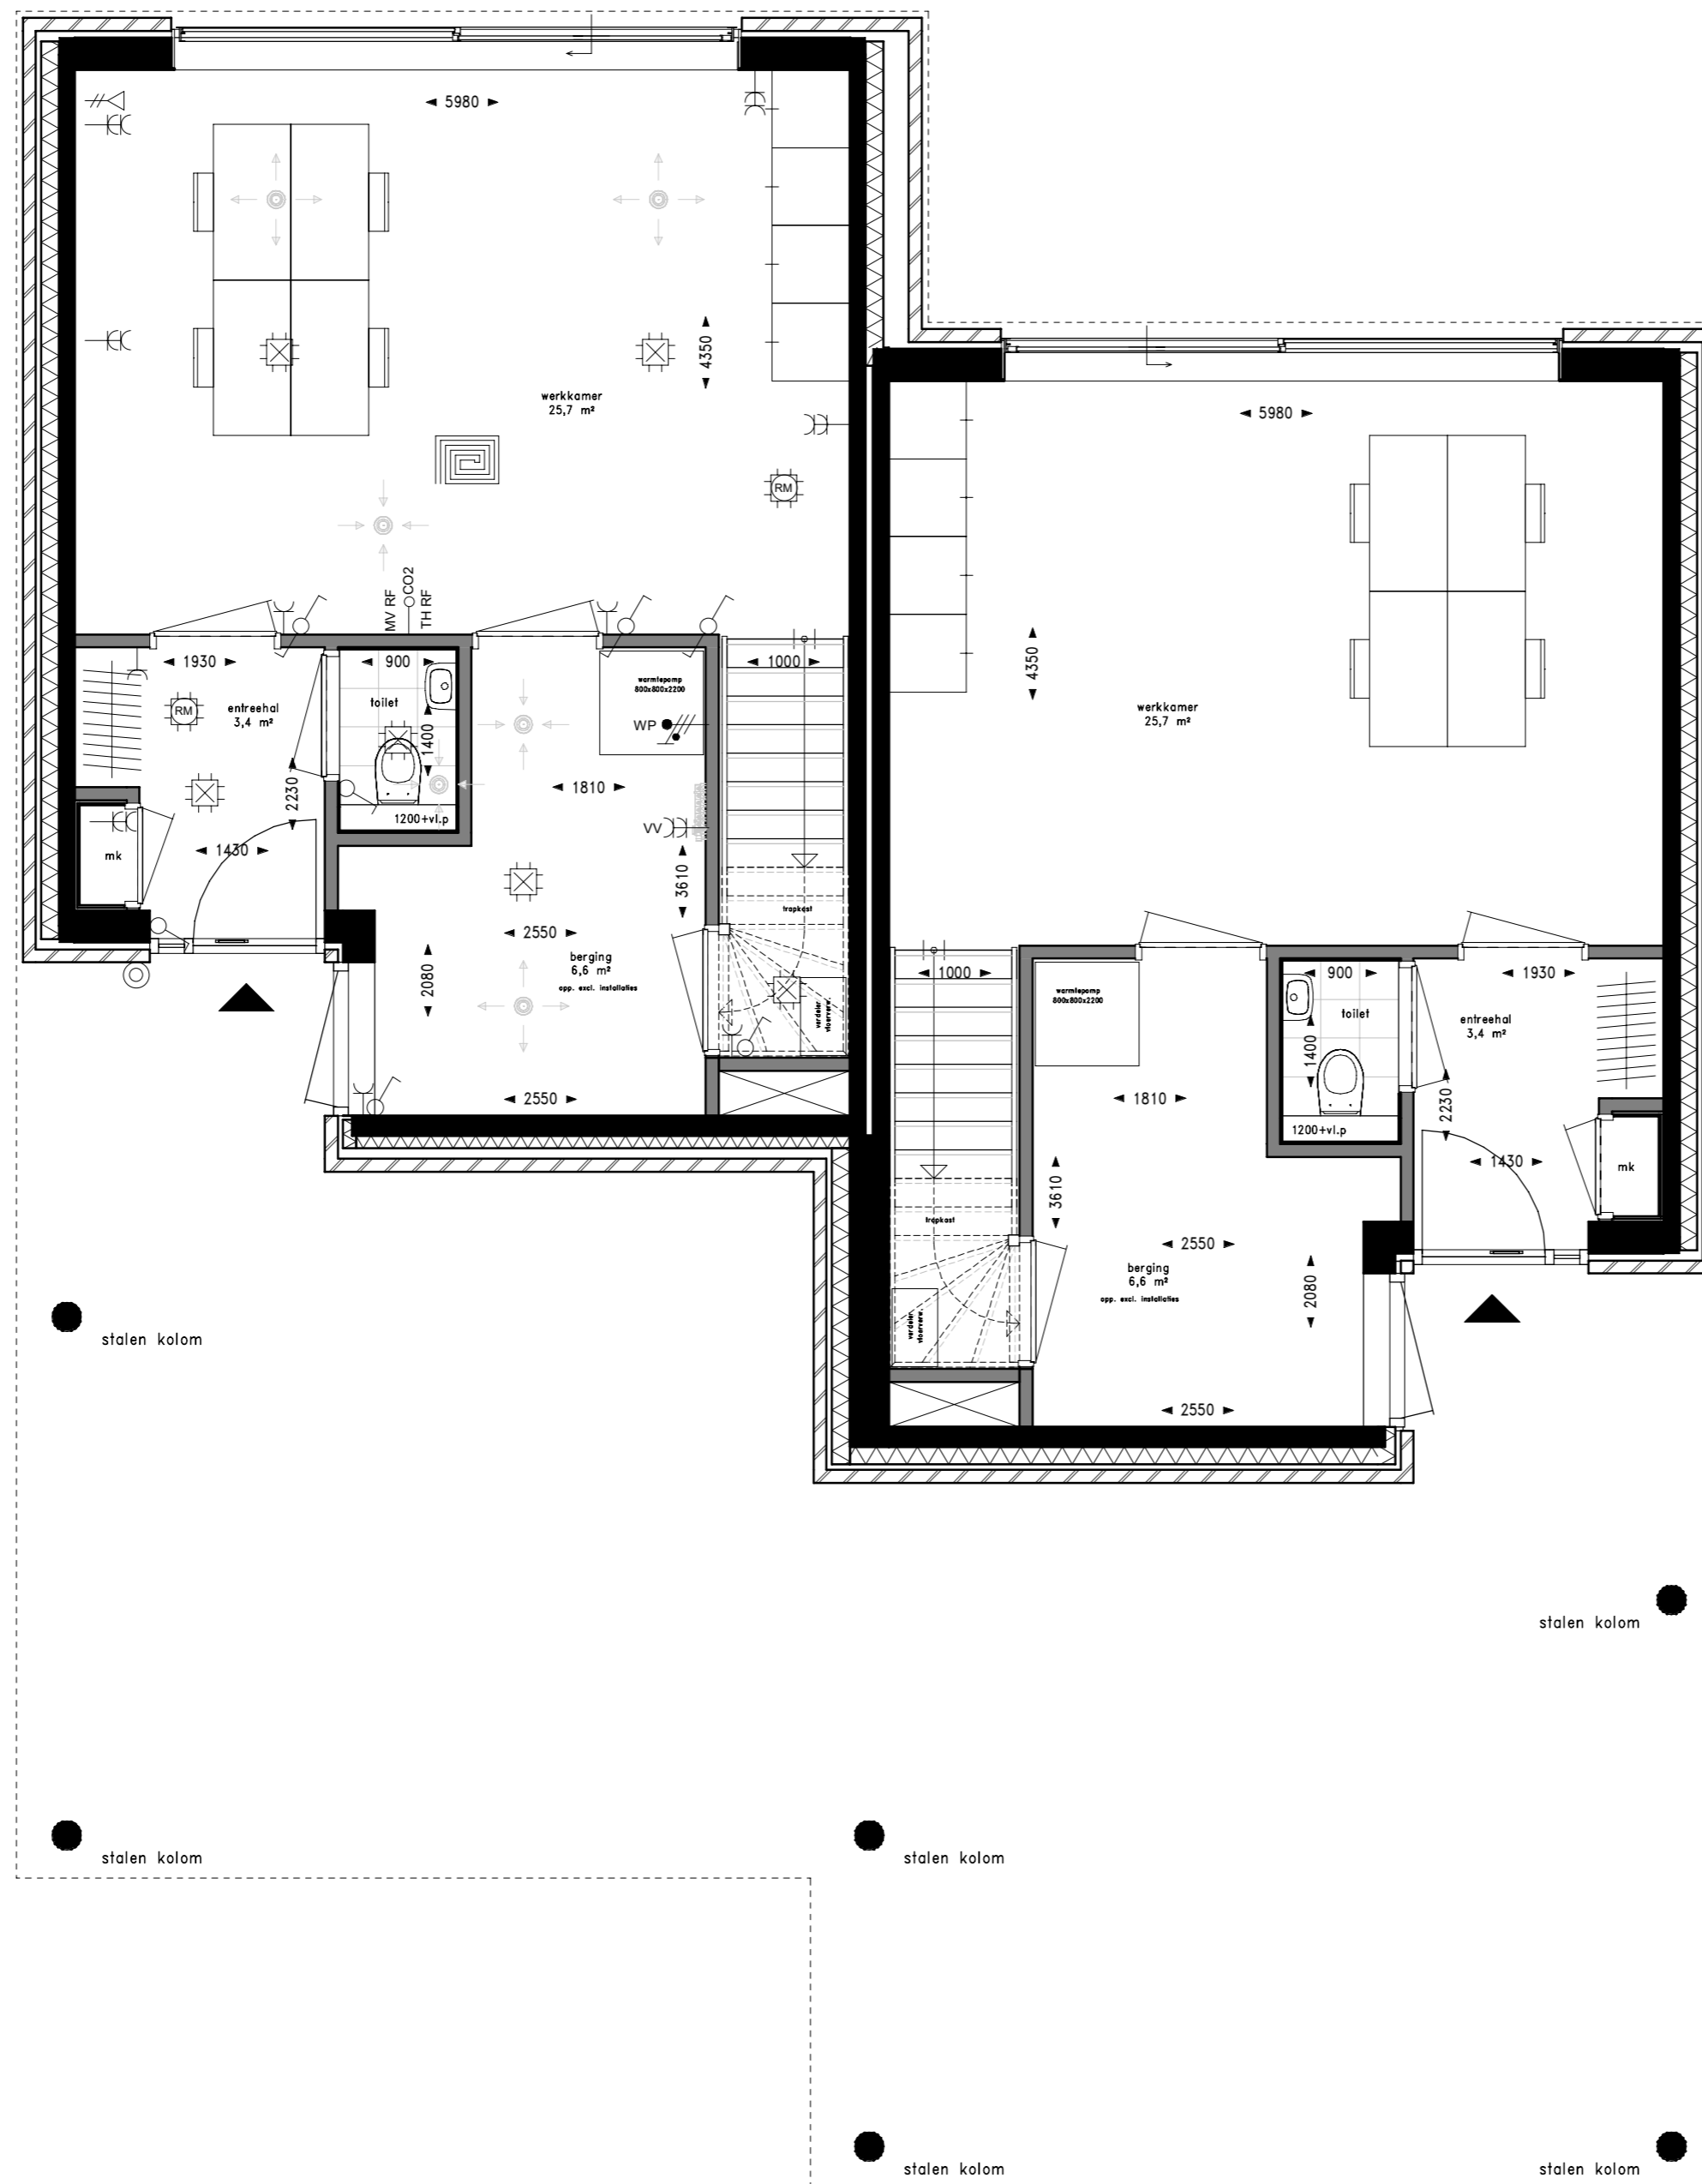 5980
4350
werkkamer
25,7 m²
RM
MV RF
CO2
TH RF
1930
900
1000
warmtepomp
800x800x2200
toilet
RM
entreehal
3,4 m²
WP
1400
2230
1810
1200+vl.p
VV
mk
1430
3610
trapkast
2550
berging
6,6 m²
opp. excl. installaties
2080
verdeler
vloerverw.
2550
5980
4350
werkkamer
25,7 m²
1000
900
1930
warmtepomp
800x800x2200
toilet
entreehal
3,4 m²
1400
1810
2230
1200+vl.p
1430
mk
3610
trapkast
2550
berging
6,6 m²
opp. excl. installaties
2080
verdeler
vloerverw.
2550
stalen kolom
stalen kolom
stalen kolom
stalen kolom
stalen kolom
stalen kolom